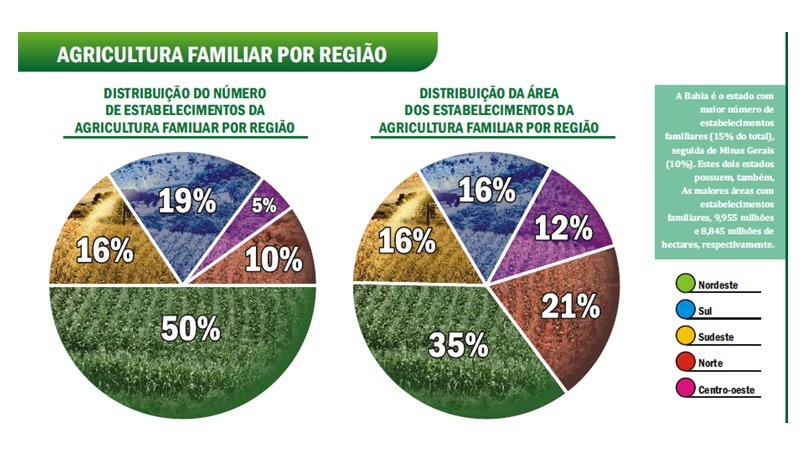 AGRICULTURA FAMILIAR POR REGIÃO
DISTRIBUIÇÃO DO NÚMERO
DE ESTABELECIMENTOS DA
AGRICULTURA FAMILIAR POR REGIÃO
19%
5%
16%
10%
50%
DISTRIBUIÇÃO DA ÁREA
DOS ESTABELECIMENTOS DA
AGRICULTURA FAMILIAR POR REGIÃO
16%
12%
16%
21%
35%
A Bahia é o estado com
maior número de
estabelecimentos
familiares (15% do total),
seguida de Minas Gerais
(10%). Estes dois estados
possuem, também,
As maiores áreas com
estabelecimentos
familiares, 9,955 milhões
e 8,845 milhões de
hectares, respectivamente.
Nordeste
Sul
Sudeste
Norte
Centro-oeste